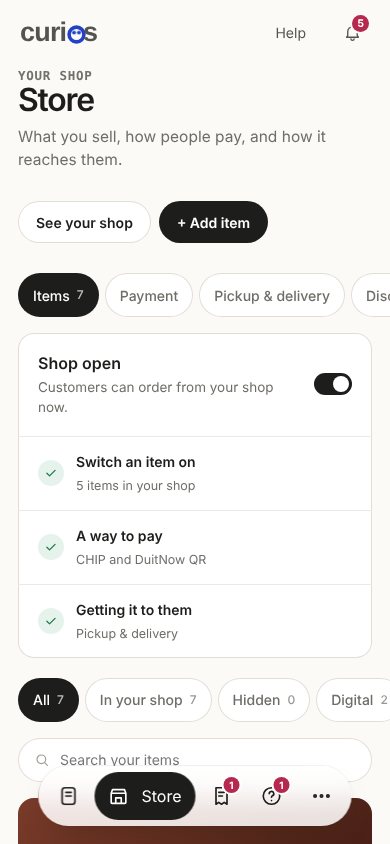 curios
Help
5
YOUR SHOP
Store
What you sell, how people pay, and how it
reaches them.
See your shop
+ Add item
Items 7
Payment
Pickup & delivery
Disc
Shop open
Customers can order from your shop
now.
Switch an item on
5 items in your shop
A way to pay
CHIP and DuitNow QR
Getting it to them
Pickup & delivery
All 7
In your shop 7
Hidden 0
Digital 2
Search your items
Store
1
1